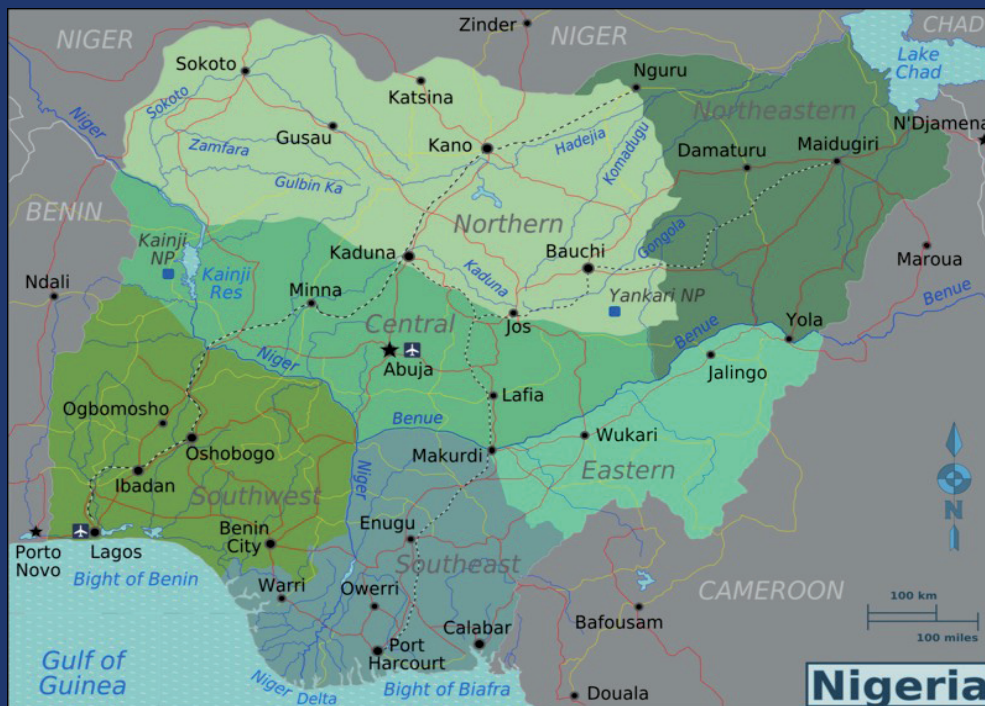 Zinder
NIGER
NIGER
CHAD
Lake
Chad
Sokoto
Katsina
Nguru
Northeastern
Niger
Sokoto
Gusau
Kano
Hadejia
Komadugu
N'Djamena
Zamfara
Damaturu
Maidugiri
Gulbin Ka
BENIN
Northern
Kainji
NP
Kaduna
Bauchi
Gongola
Maroua
Ndali
Kainji
Res
Minna
Kaduna
Yankari NP
Benue
Central
Jos
Yola
Niger
Abuja
Benue
Jalingo
Ogbomosho
Lafia
Benue
Oshobogo
Makurdi
Wukari
Eastern
Ibadan
Southwest
Niger
N
Porto
Novo
Lagos
Benin
City
Enugu
Southeast
Bight of Benin
Warri
Owerri
CAMEROON
100 km
100 miles
Bafousam
Calabar
Port
Harcourt
Gulf of
Guinea
Niger
Delta
Bight of Biafra
Douala
Nigeria